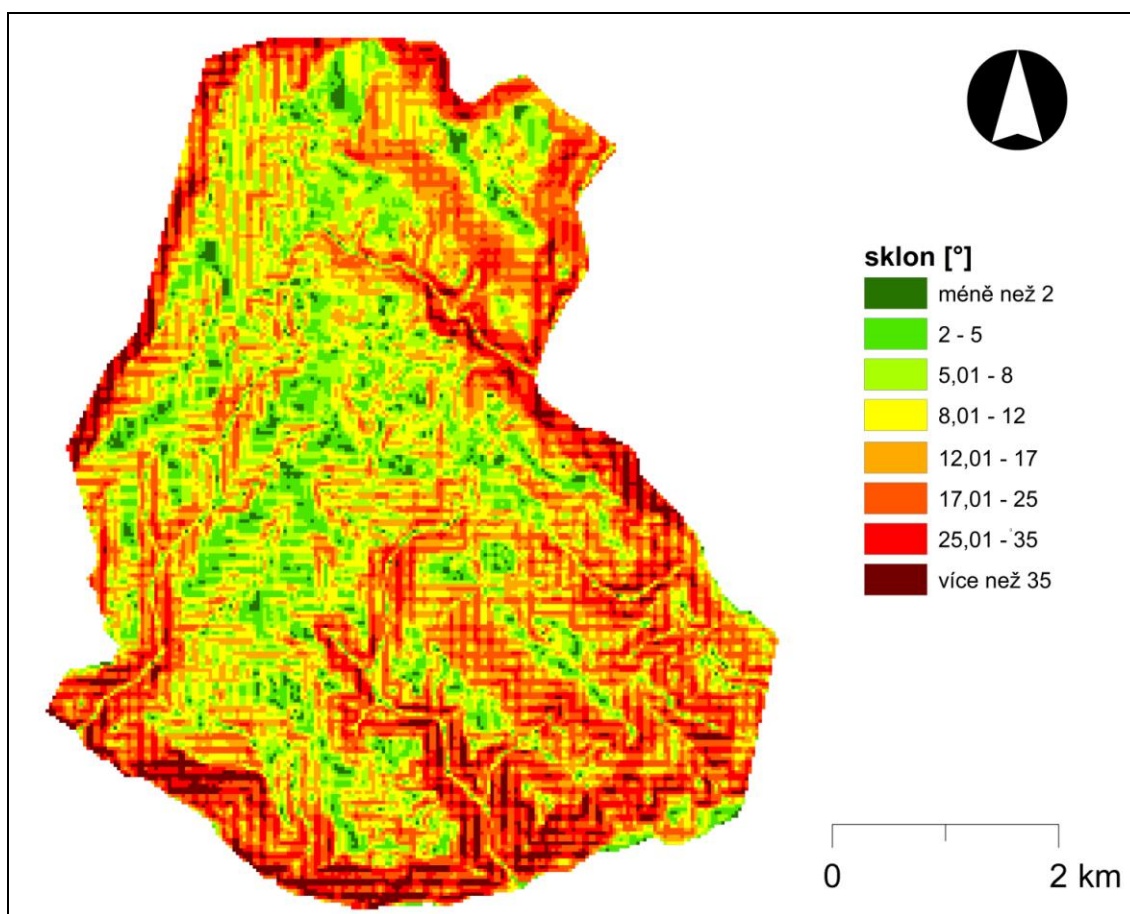 sklon [°]
méně než 2
2 - 5
5,01 - 8
8,01 - 12
12,01 - 17
17,01 - 25
25,01 - 35
více než 35
0 2 km